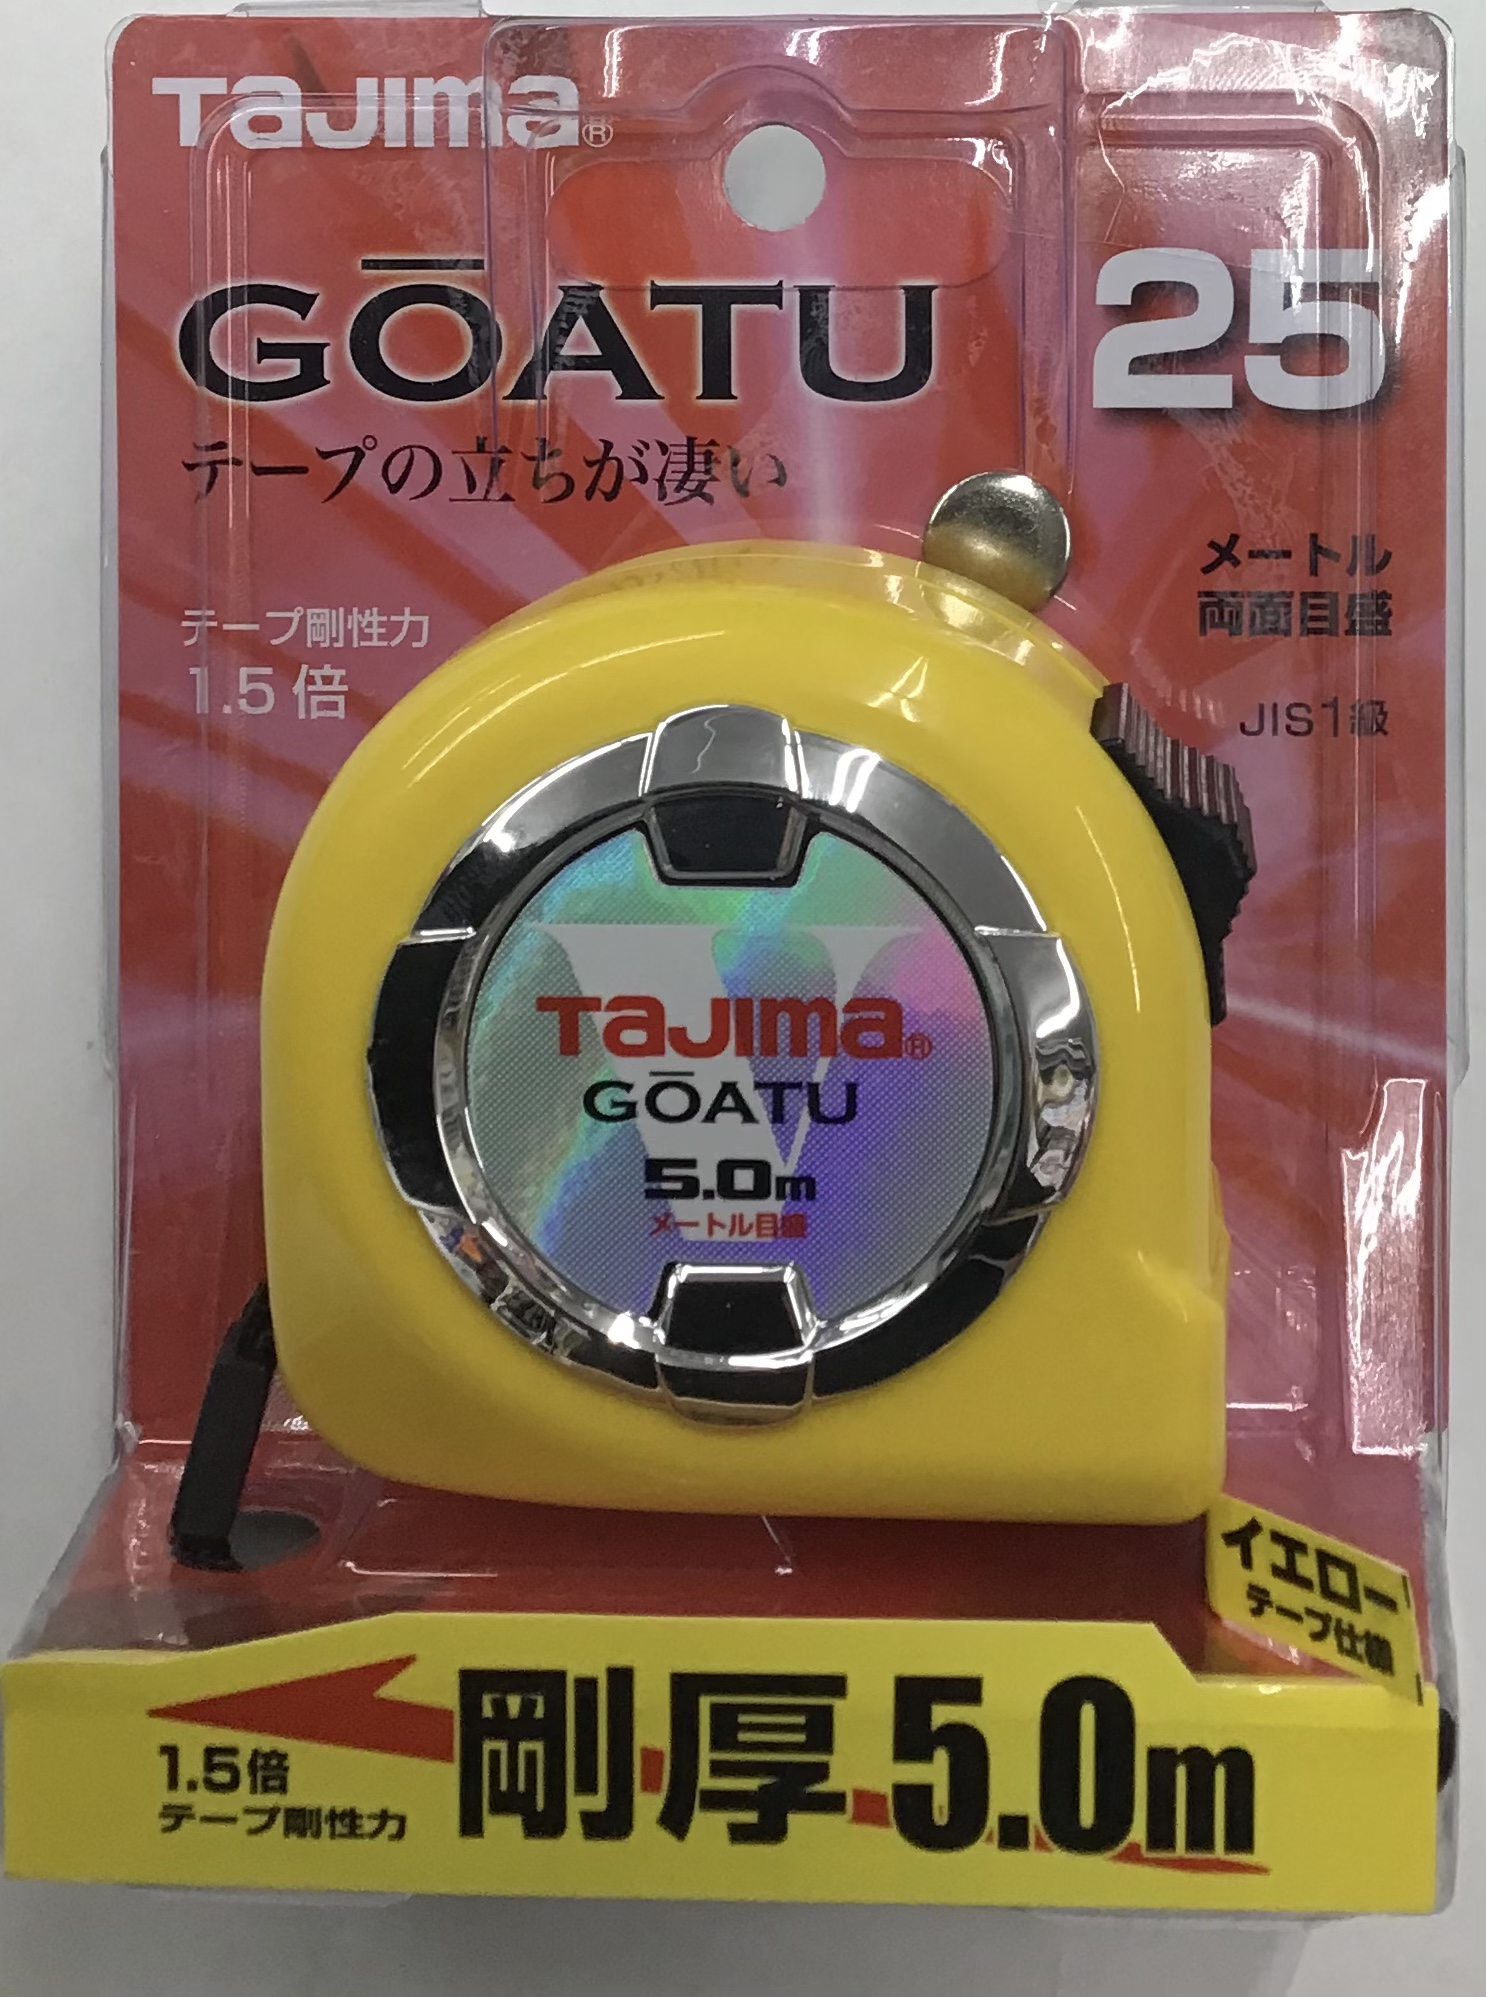 Tajima®
GŌATU 25
テープの立ちが凄い
メートル
両面目盛
テープ剛性力
1.5倍
JIS1級
Tajima®
GŌATU
5.0m
メートル目盛
イエロー
テープ仕様
1.5倍
テープ剛性力
剛厚5.0m